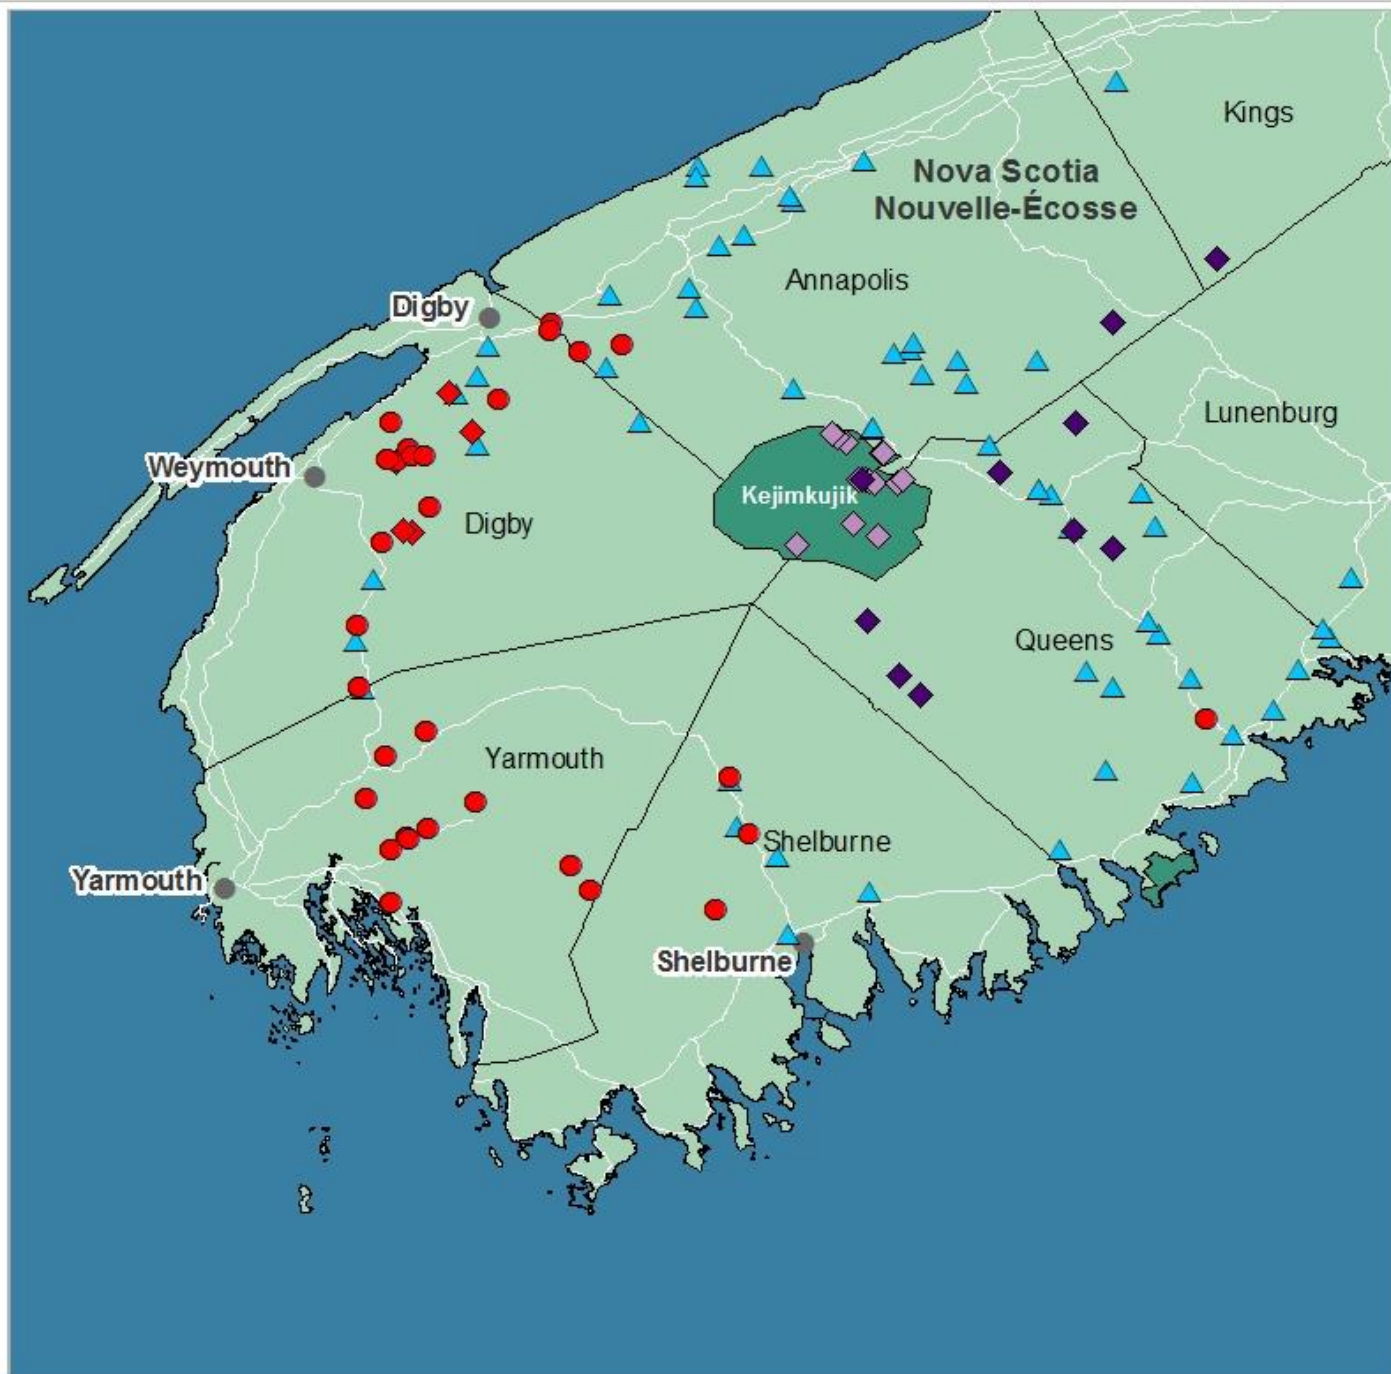 Kings
Nova Scotia
Nouvelle-Écosse
Annapolis
Digby
Lunenburg
Weymouth
Kejimkujik
Digby
Queens
Yarmouth
Shelburne
Yarmouth
Shelburne